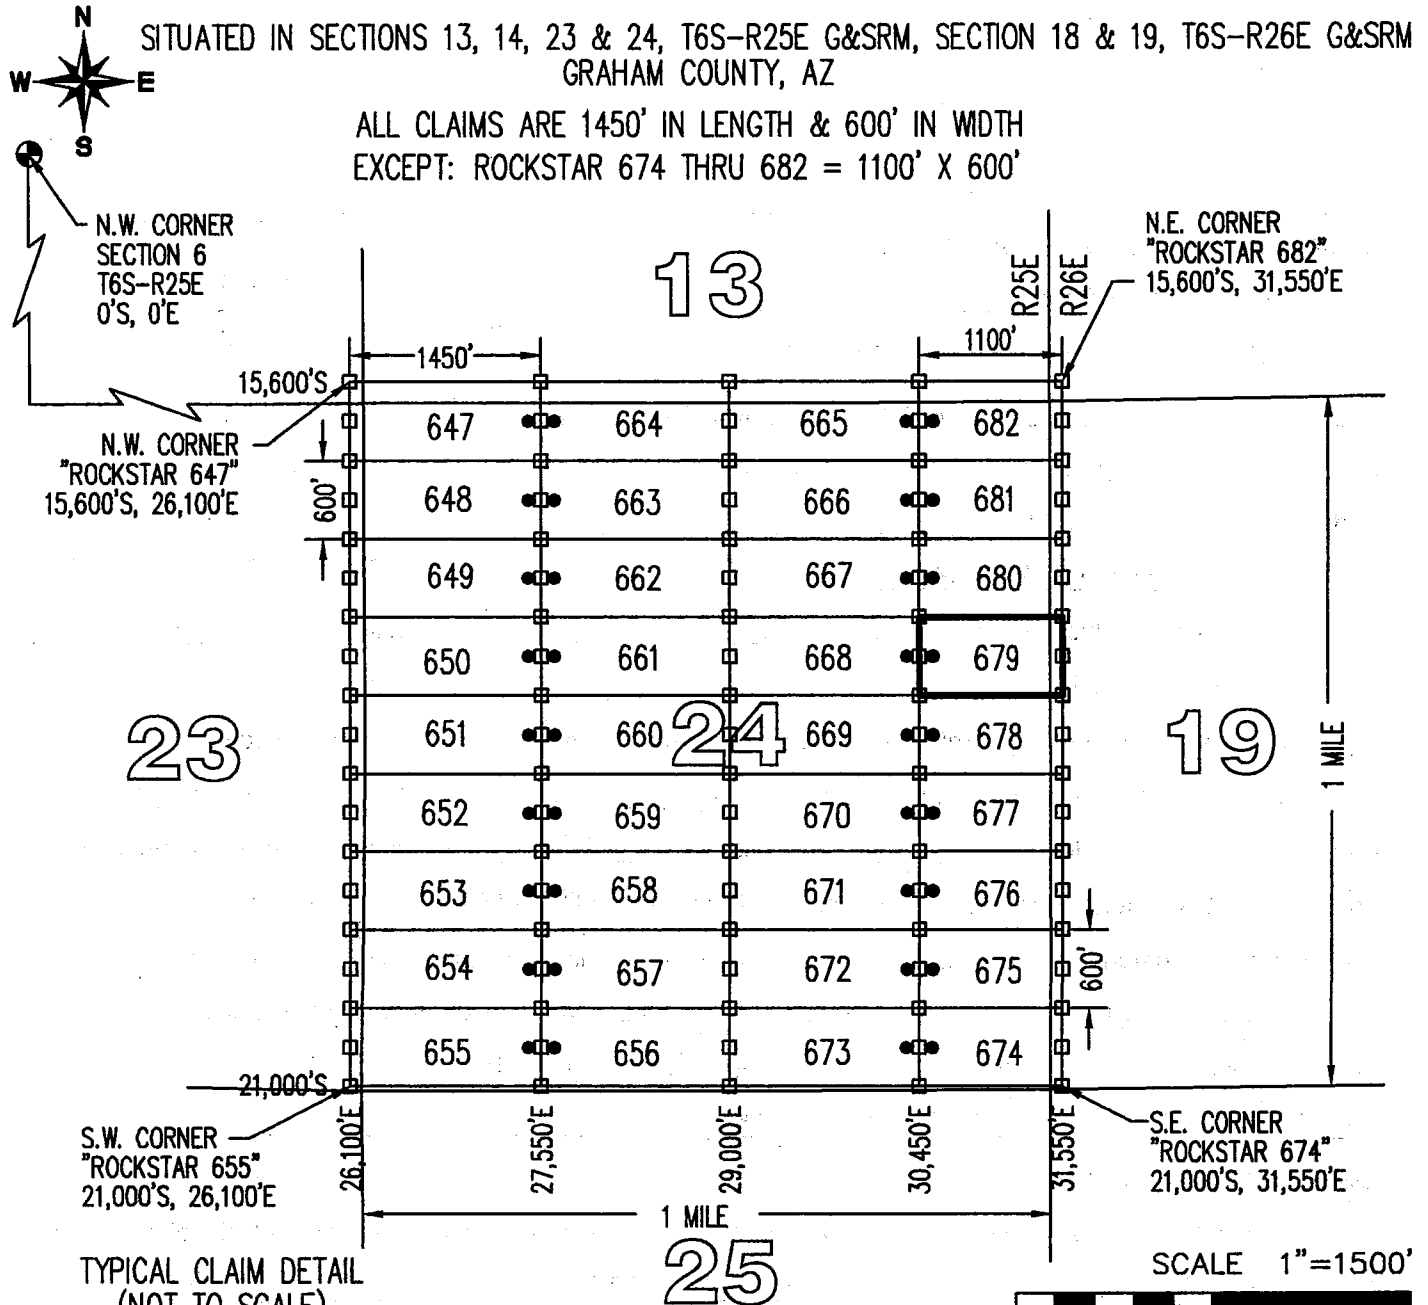 N
W E
S
SITUATED IN SECTIONS 13, 14, 23 & 24, T6S-R25E G&SRM, SECTION 18 & 19, T6S-R26E G&SRM
GRAHAM COUNTY, AZ
ALL CLAIMS ARE 1450' IN LENGTH & 600' IN WIDTH
EXCEPT: ROCKSTAR 674 THRU 682 = 1100' X 600'
N.W. CORNER
SECTION 6
T6S-R25E
0'S, 0'E
13
R25E
R26E
N.E. CORNER
"ROCKSTAR 682"
15,600'S, 31,550'E
1450'
1100'
15,600'S
N.W. CORNER
"ROCKSTAR 647"
15,600'S, 26,100'E
600'
647 664 665 682
648 663 666 681
649 662 667 680
650 661 668 679
651 660 669 678
652 659 670 677
653 658 671 676
654 657 672 675
655 656 673 674
23
24
19
1 MILE
600'
21,000'S
26,100'E
27,550'E
29,000'E
30,450'E
31,550'E
S.W. CORNER
"ROCKSTAR 655"
21,000'S, 26,100'E
S.E. CORNER
"ROCKSTAR 674"
21,000'S, 31,550'E
1 MILE
25
TYPICAL CLAIM DETAIL
(NOT TO SCALE)
SCALE 1"=1500'